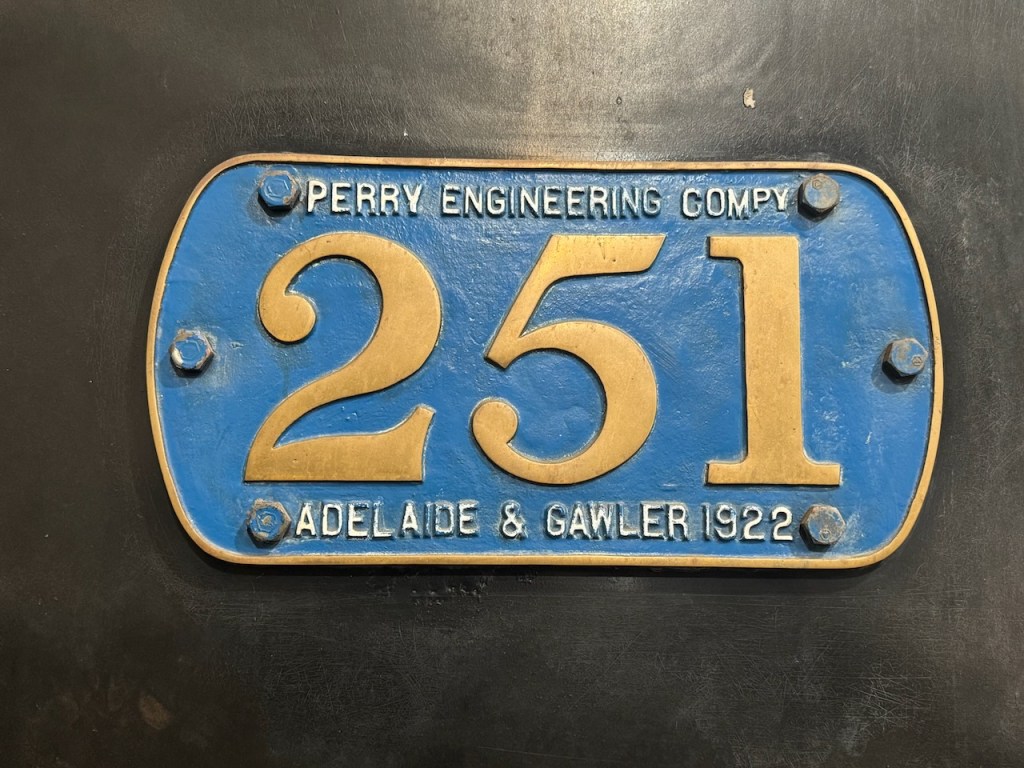 PERRY ENGINEERING COMPY
251
ADELAIDE & GAWLER 1922